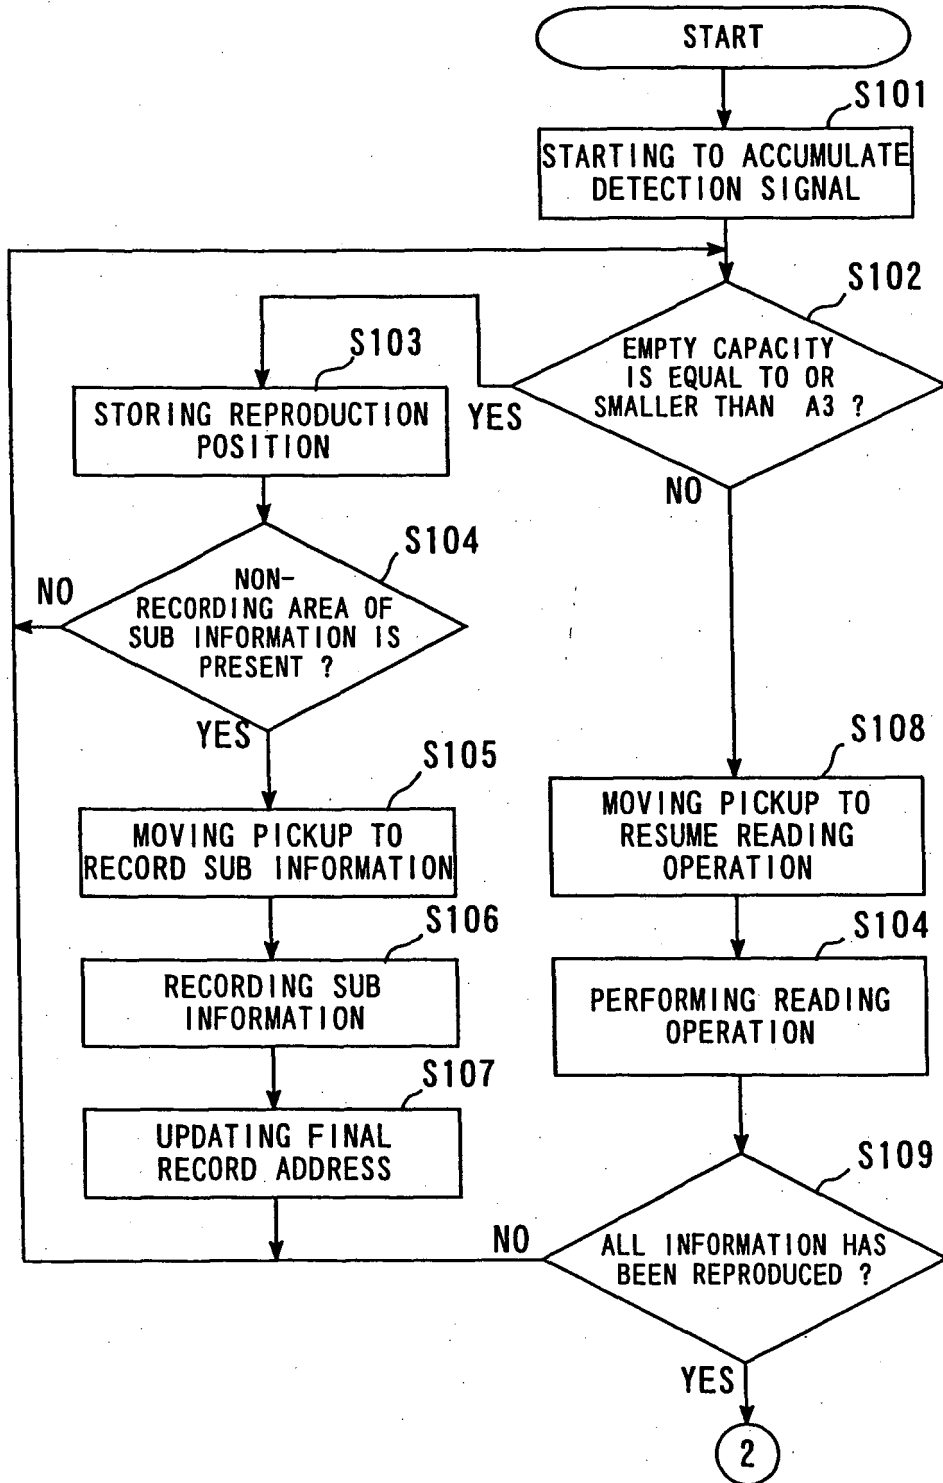 START
S101
STARTING TO ACCUMULATE
DETECTION SIGNAL
S102
EMPTY CAPACITY
IS EQUAL TO OR
SMALLER THAN A3 ?
YES
NO
S103
STORING REPRODUCTION
POSITION
S104
NON-
RECORDING AREA OF
SUB INFORMATION IS
PRESENT ?
NO
YES
S105
MOVING PICKUP TO
RECORD SUB INFORMATION
S106
RECORDING SUB
INFORMATION
S107
UPDATING FINAL
RECORD ADDRESS
S108
MOVING PICKUP TO
RESUME READING
OPERATION
S104
PERFORMING READING
OPERATION
S109
ALL INFORMATION HAS
BEEN REPRODUCED ?
NO
YES
2